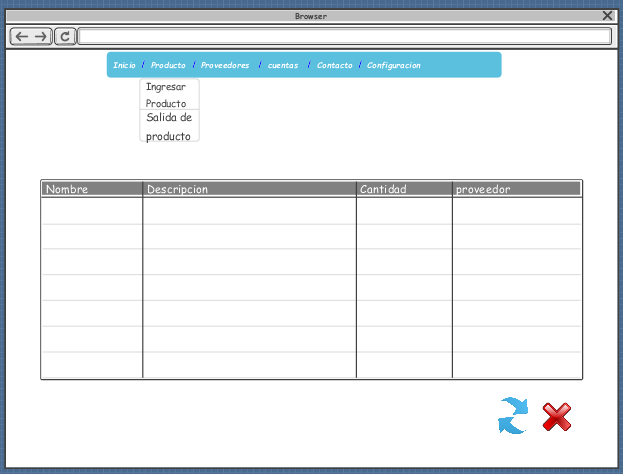 Browser
Inicio / Producto / Proveedores / cuentas / Contacto / Configuracion
Ingresar
Producto
Salida de
producto
Nombre Descripcion Cantidad proveedor